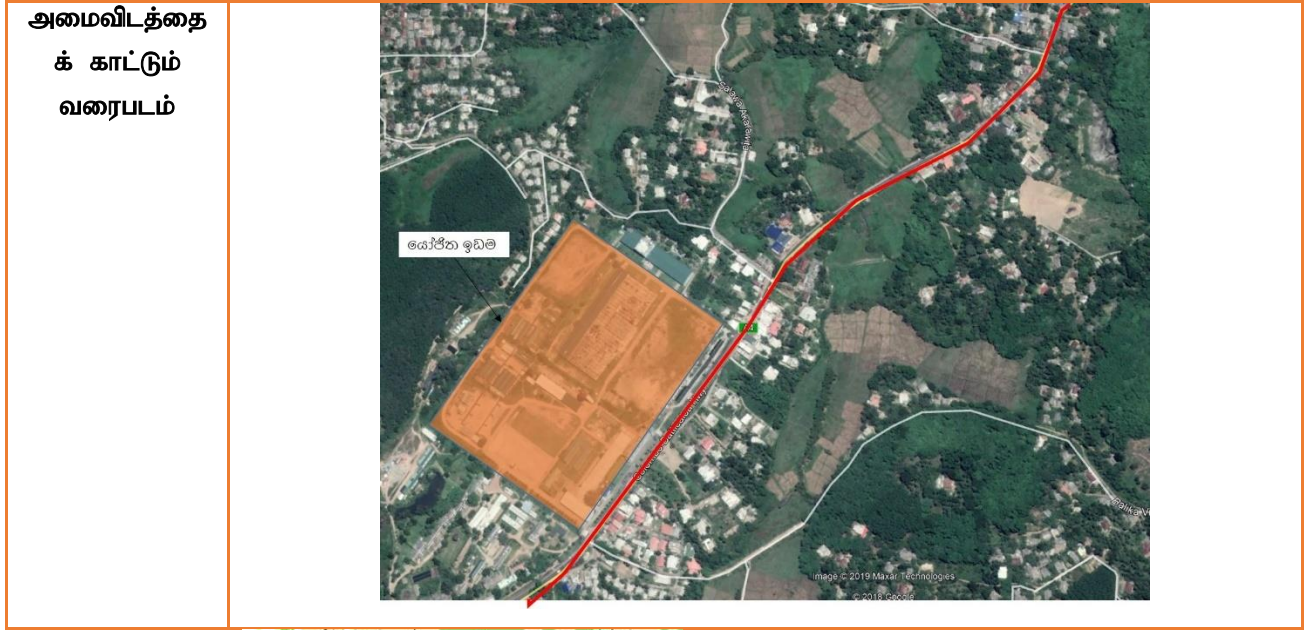 அமைவிடத்தை
க் காட்டும்
வரைபடம்
යෝජිත ඉඩම
Image © 2019 Maxar Technologies
© 2018 Google